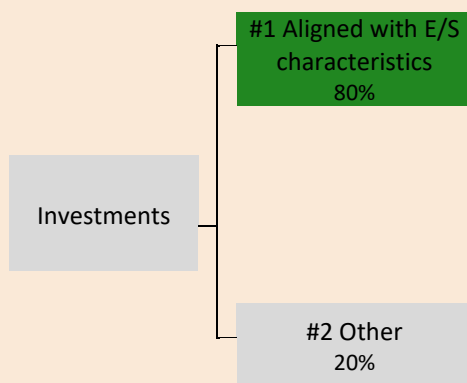 #1 Aligned with E/S
characteristics
80%
Investments
#2 Other
20%